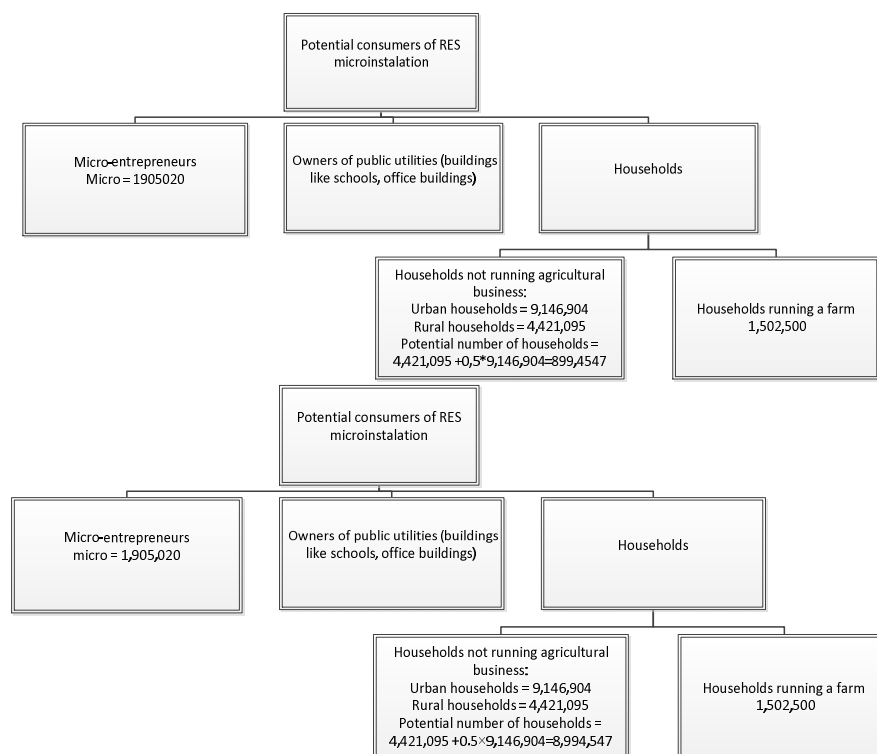 Potential consumers of RES
microinstalation
Micro-entrepreneurs
Micro = 1905020
Owners of public utilities (buildings
like schools, office buildings)
Households
Households not running agricultural
business:
Urban households = 9,146,904
Rural households = 4,421,095
Potential number of households =
4,421,095 +0,5*9,146,904=899,4547
Households running a farm
1,502,500
Potential consumers of RES
microinstalation
Micro-entrepreneurs
micro = 1,905,020
Owners of public utilities (buildings
like schools, office buildings)
Households
Households not running agricultural
business:
Urban households = 9,146,904
Rural households = 4,421,095
Potential number of households =
4,421,095 +0.5×9,146,904=8,994,547
Households running a farm
1,502,500